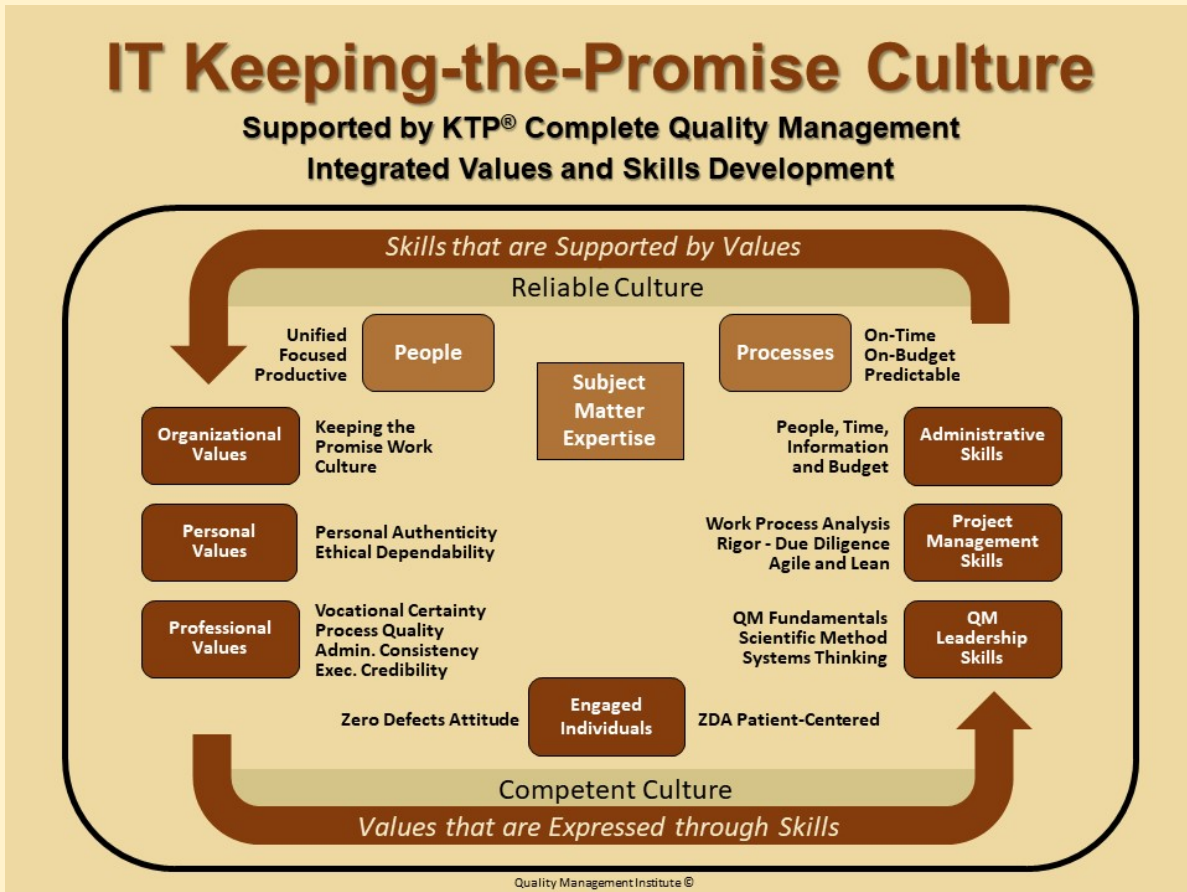 IT Keeping-the-Promise Culture
Supported by KTP® Complete Quality Management
Integrated Values and Skills Development
Skills that are Supported by Values
Reliable Culture
Unified
Focused
Productive
People
Subject
Matter
Expertise
Processes
On-Time
On-Budget
Predictable
Organizational
Values
Keeping the
Promise Work
Culture
People, Time,
Information
and Budget
Administrative
Skills
Personal
Values
Personal Authenticity
Ethical Dependability
Work Process Analysis
Rigor - Due Diligence
Agile and Lean
Project
Management
Skills
Professional
Values
Vocational Certainty
Process Quality
Admin. Consistency
Exec. Credibility
QM Fundamentals
Scientific Method
Systems Thinking
QM
Leadership
Skills
Zero Defects Attitude
Engaged
Individuals
ZDA Patient-Centered
Competent Culture
Values that are Expressed through Skills
Quality Management Institute ©